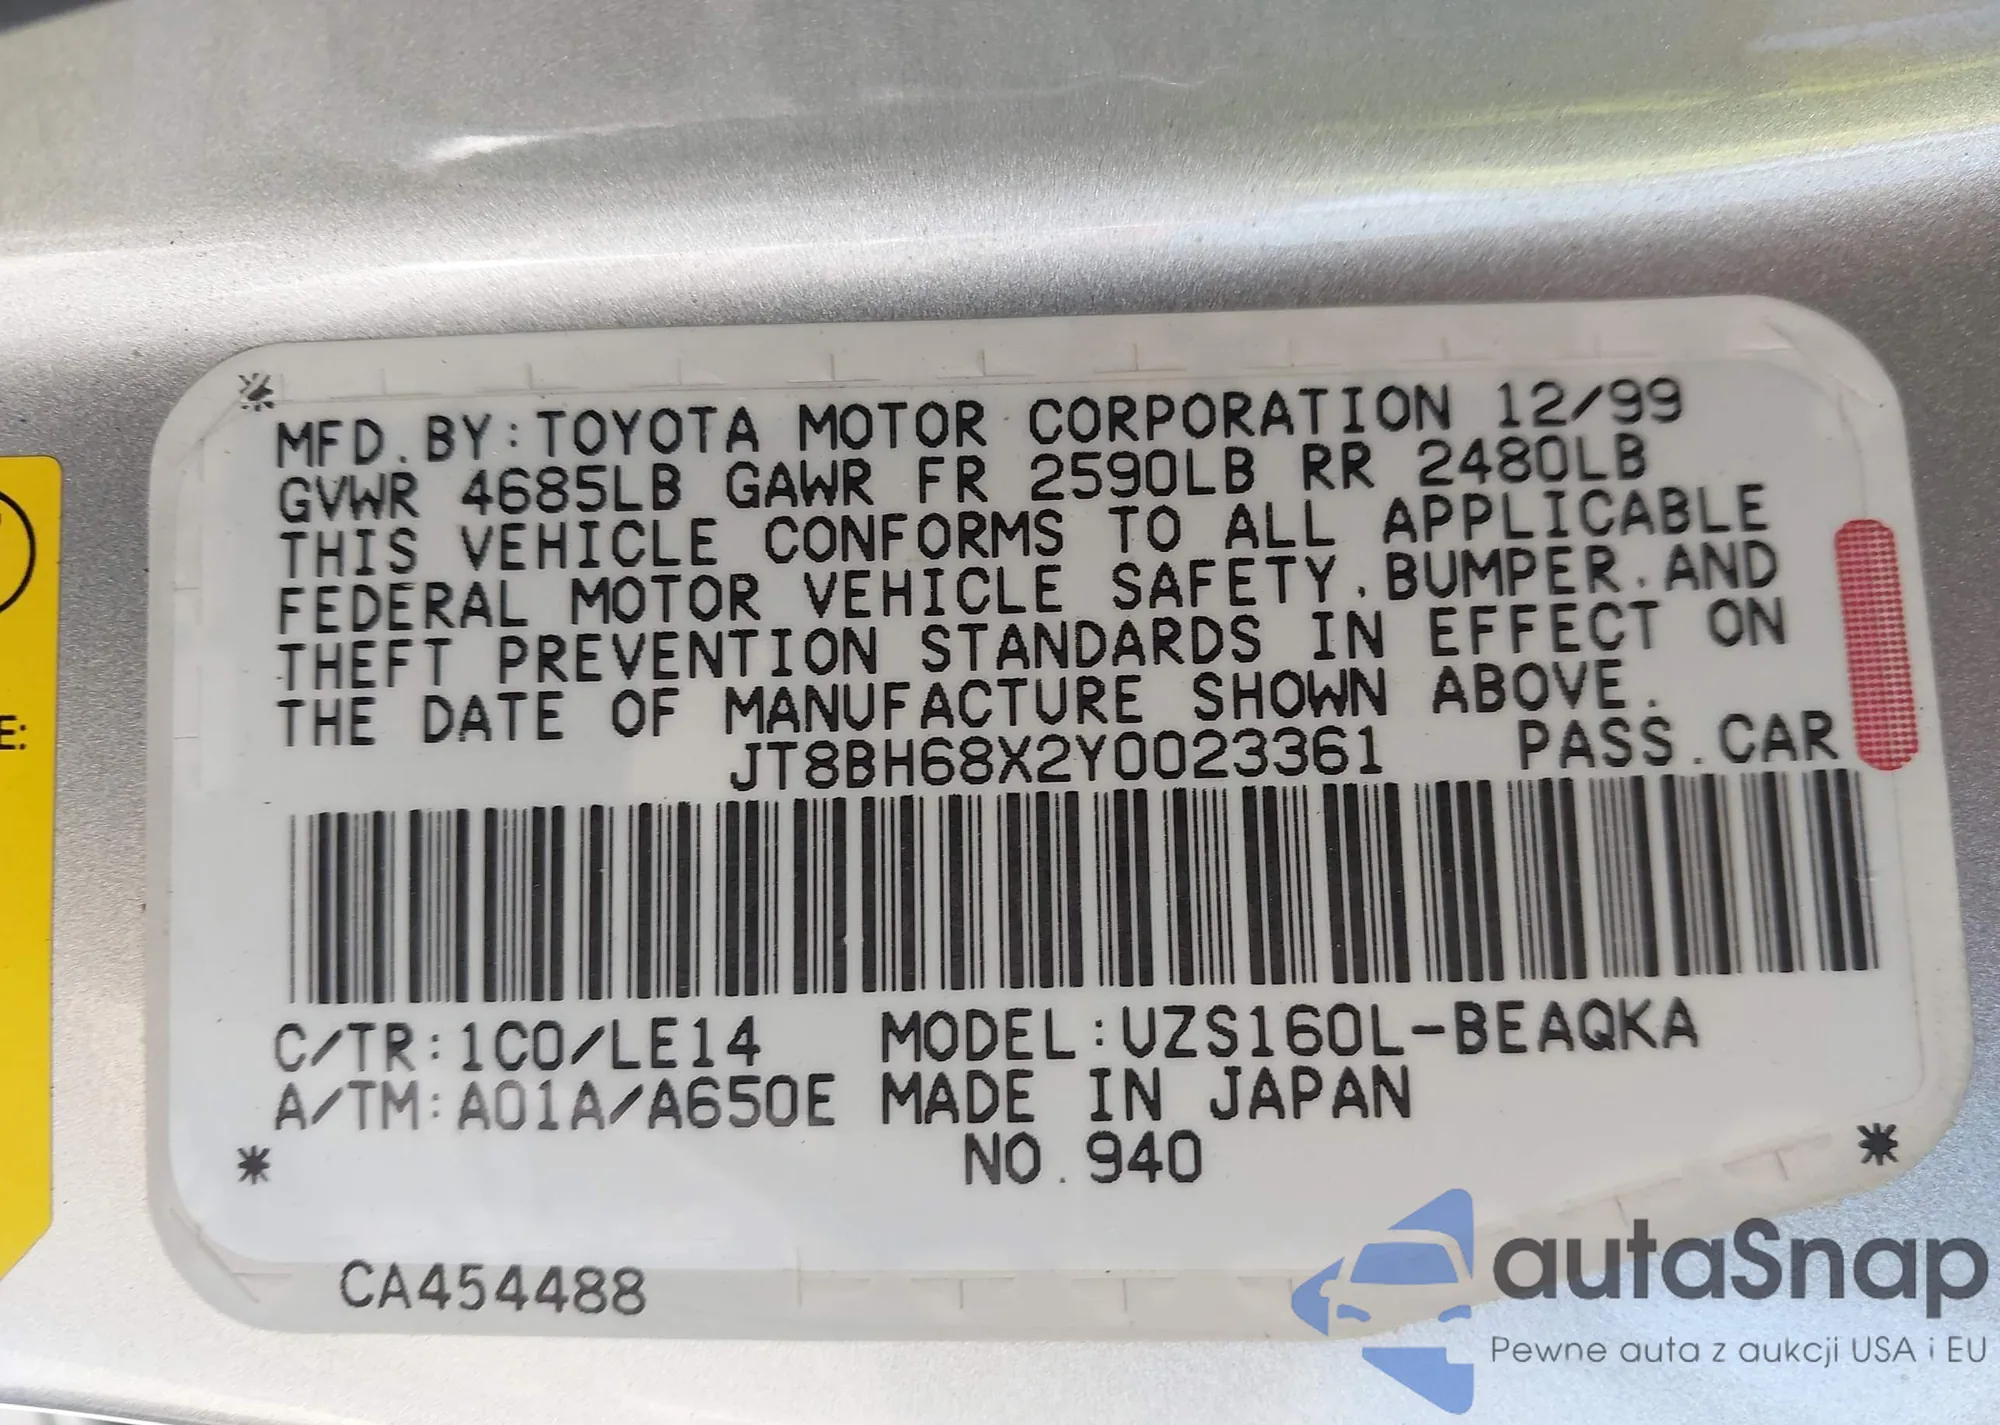 MFD.BY:TOYOTA MOTOR CORPORATION 12/99
GVWR 4685LB GAWR FR 2590LB RR 2480LB
THIS VEHICLE CONFORMS TO ALL APPLICABLE
FEDERAL MOTOR VEHICLE SAFETY.BUMPER.AND
THEFT PREVENTION STANDARDS IN EFFECT ON
THE DATE OF MANUFACTURE SHOWN ABOVE.
JT8BH68X2Y0023361 PASS.CAR
C/TR:1C0/LE14 MODEL:UZS160L-BEAQKA
A/TM:A01A/A650E MADE IN JAPAN
NO.940
CA454488
E:
autaSnap
Pewne auta z aukcji USA i EU